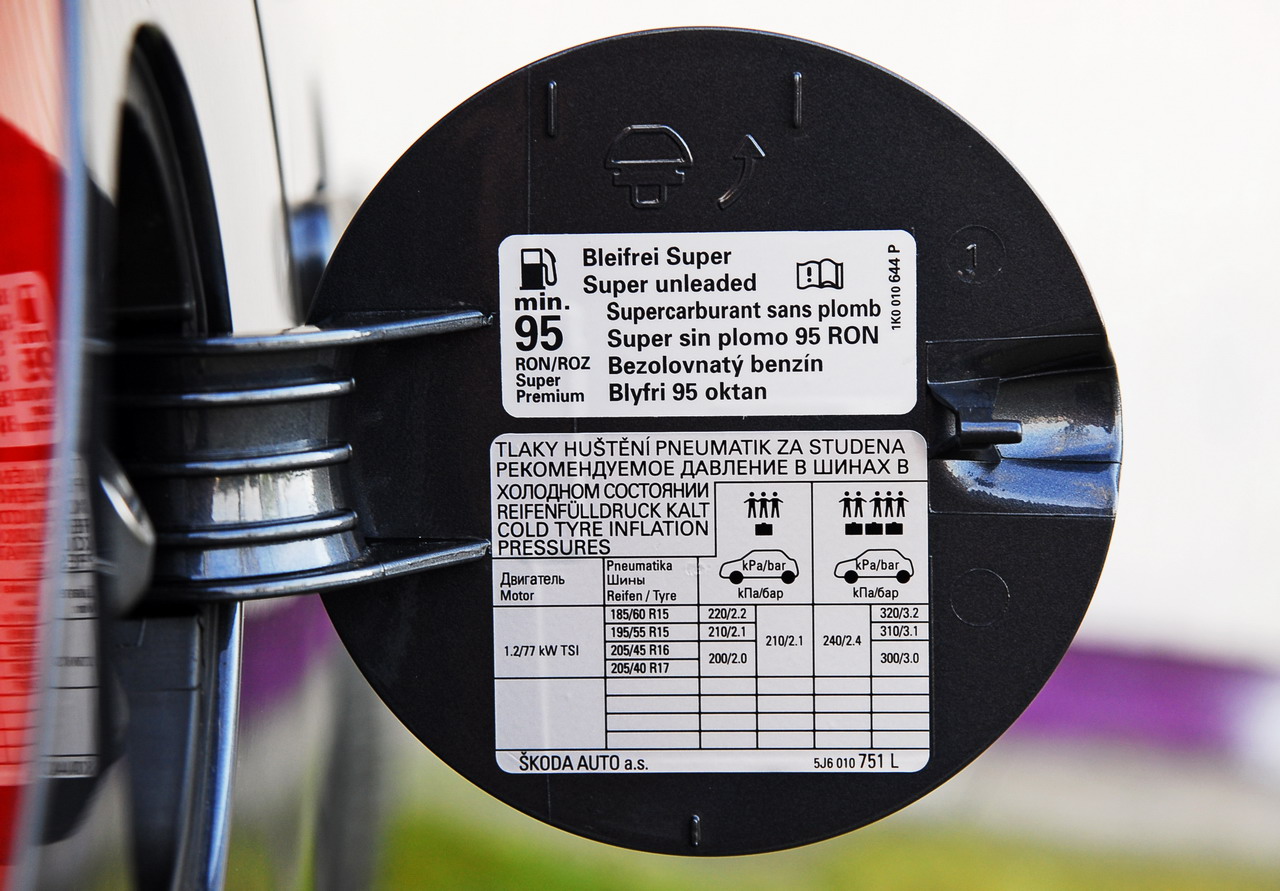 1
Bleifrei Super
Super unleaded
Supercarburant sans plomb
Super sin plomo 95 RON
Bezolovnatý benzín
Blyfri 95 oktan
min.
95
RON/ROZ
Super
Premium
1K0 010 644 P
TLAKY HUŠTĚNÍ PNEUMATIK ZA STUDENA
РЕКОМЕНДУЕМОЕ ДАВЛЕНИЕ В ШИНАХ В
ХОЛОДНОМ СОСТОЯНИИ
REIFENFÜLLDRUCK KALT
COLD TYRE INFLATION
PRESSURES
kPa/bar kPa/bar
кПа/бар кПа/бар
Двигатель
Motor
Pneumatika
Шины
Reifen / Tyre
1.2/77 kW TSI
185/60 R15 220/2.2 320/3.2
195/55 R15 210/2.1 310/3.1
210/2.1 240/2.4
205/45 R16
200/2.0 300/3.0
205/40 R17
ŠKODA AUTO a.s. 5J6 010 751 L